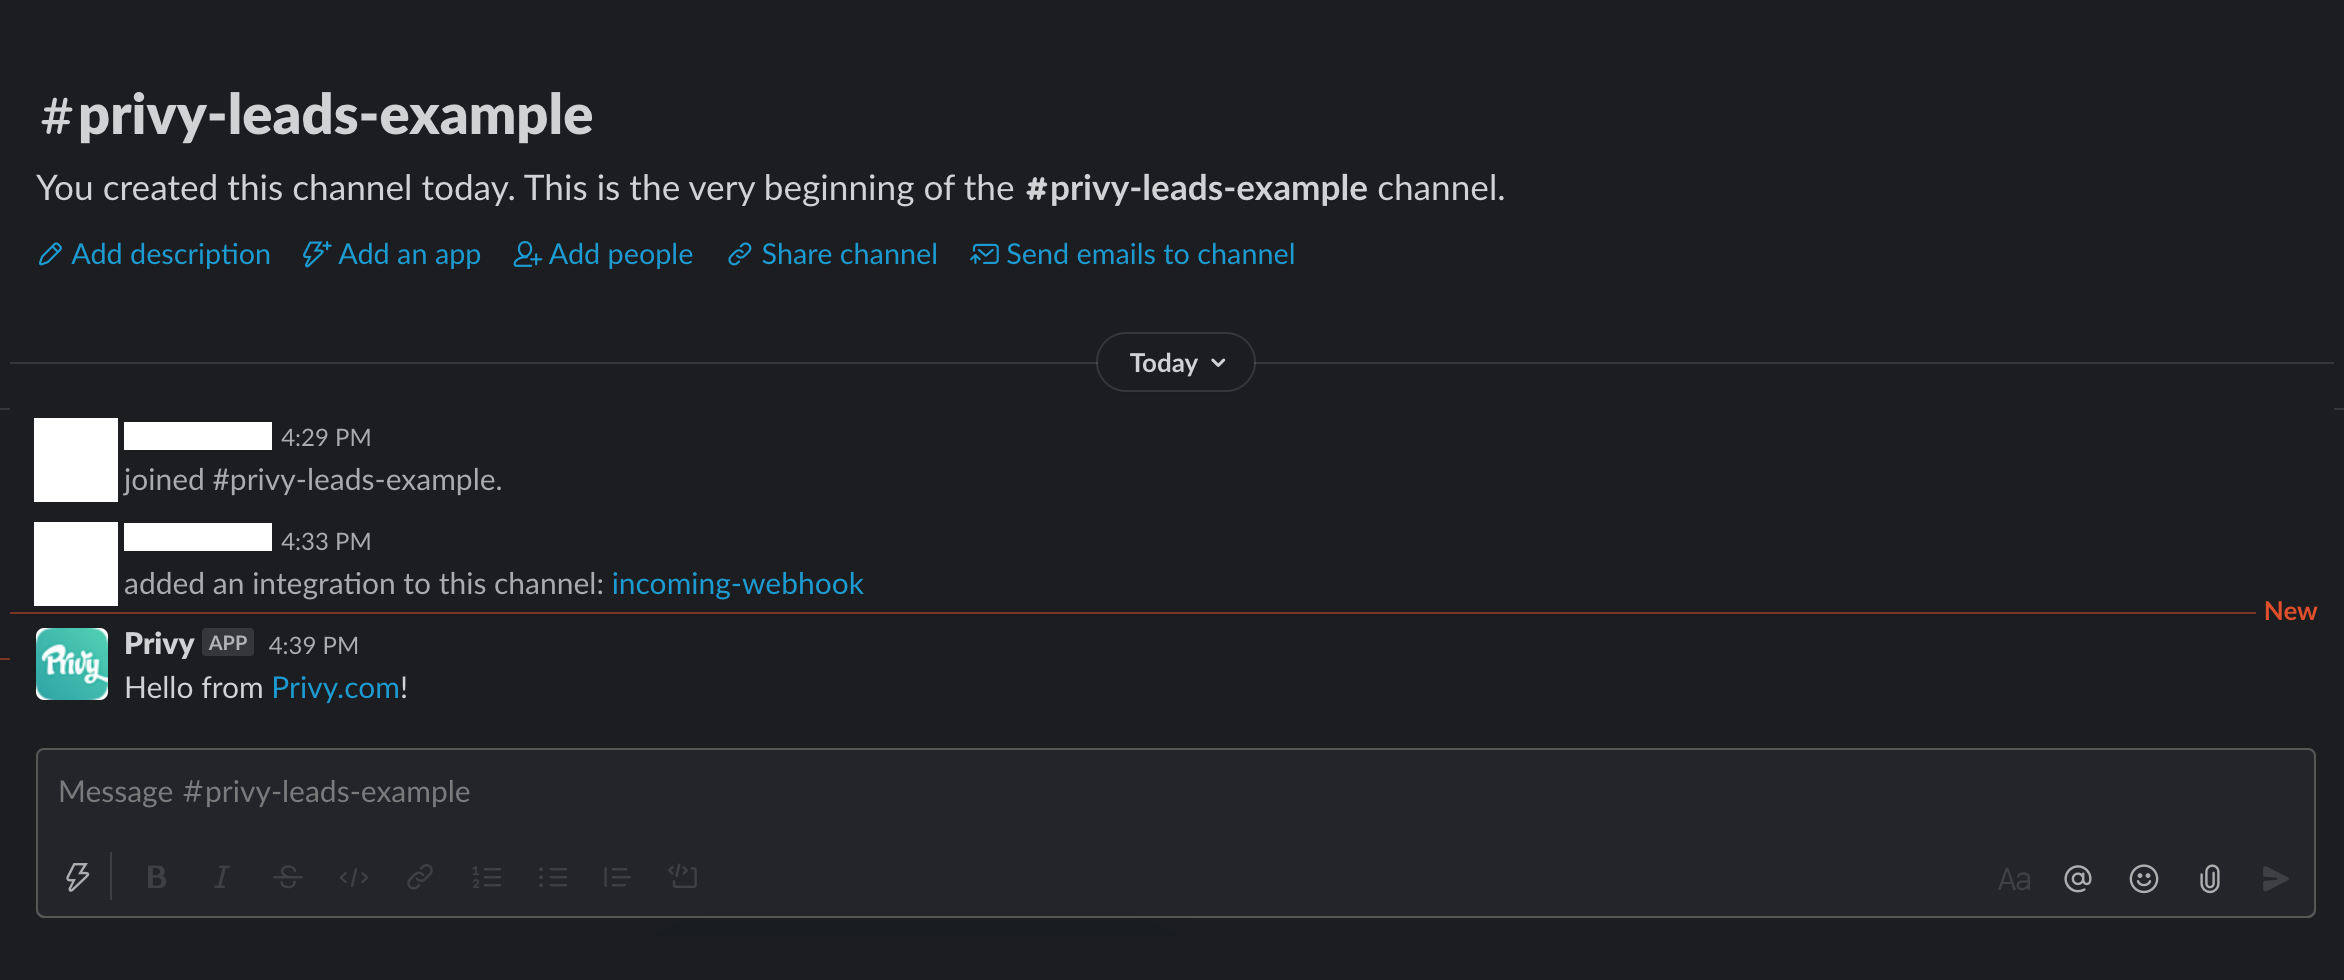 #privy-leads-example
You created this channel today. This is the very beginning of the #privy-leads-example channel.
Add description Add an app Add people Share channel Send emails to channel
Today
4:29 PM
joined #privy-leads-example.
4:33 PM
added an integration to this channel: incoming-webhook
New
Privy APP 4:39 PM
Privy
Hello from Privy.com!
Message #privy-leads-example
B I S </> Aa @